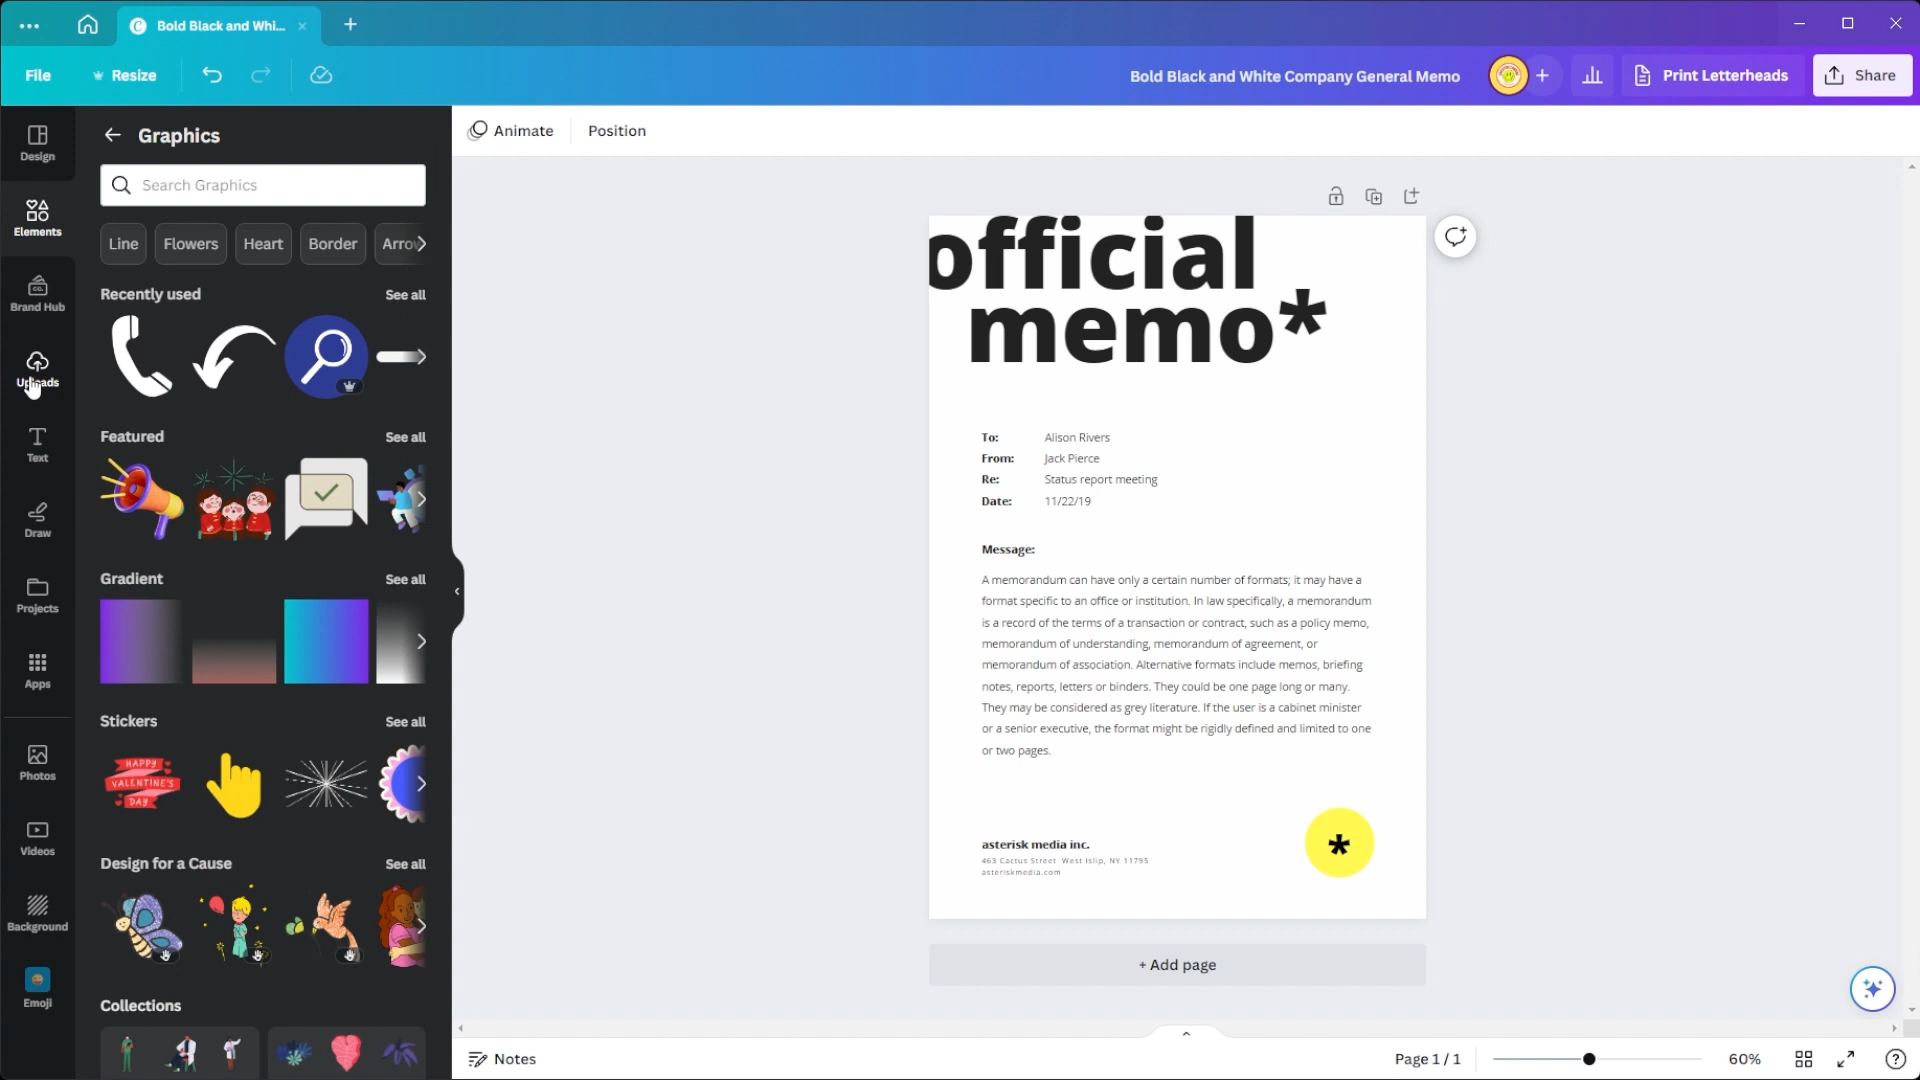 Bold Black and Whi...
File
Resize
Bold Black and White Company General Memo
Print Letterheads
Share
Design
Elements
Brand Hub
Uploads
Text
Draw
Projects
Apps
Photos
Videos
Background
Emoji
Graphics
Search Graphics
Line
Flowers
Heart
Border
Arrow
Recently used
See all
Featured
See all
Gradient
See all
Stickers
See all
HAPPY
VALENTINE'S
DAY
Design for a Cause
See all
Collections
Animate
Position
official
memo*
To: Alison Rivers
From: Jack Pierce
Re: Status report meeting
Date: 11/22/19
Message:
A memorandum can have only a certain number of formats; it may have a
format specific to an office or institution. In law specifically, a memorandum
is a record of the terms of a transaction or contract, such as a policy memo,
memorandum of understanding, memorandum of agreement, or
memorandum of association. Alternative formats include memos, briefing
notes, reports, letters or binders. They could be one page long or many.
They may be considered as grey literature. If the user is a cabinet minister
or a senior executive, the format might be rigidly defined and limited to one
or two pages.
asterisk media inc.
463 Cactus Street West Islip, NY 11795
asteriskmedia.com
*
+ Add page
Notes
Page 1 / 1
60%